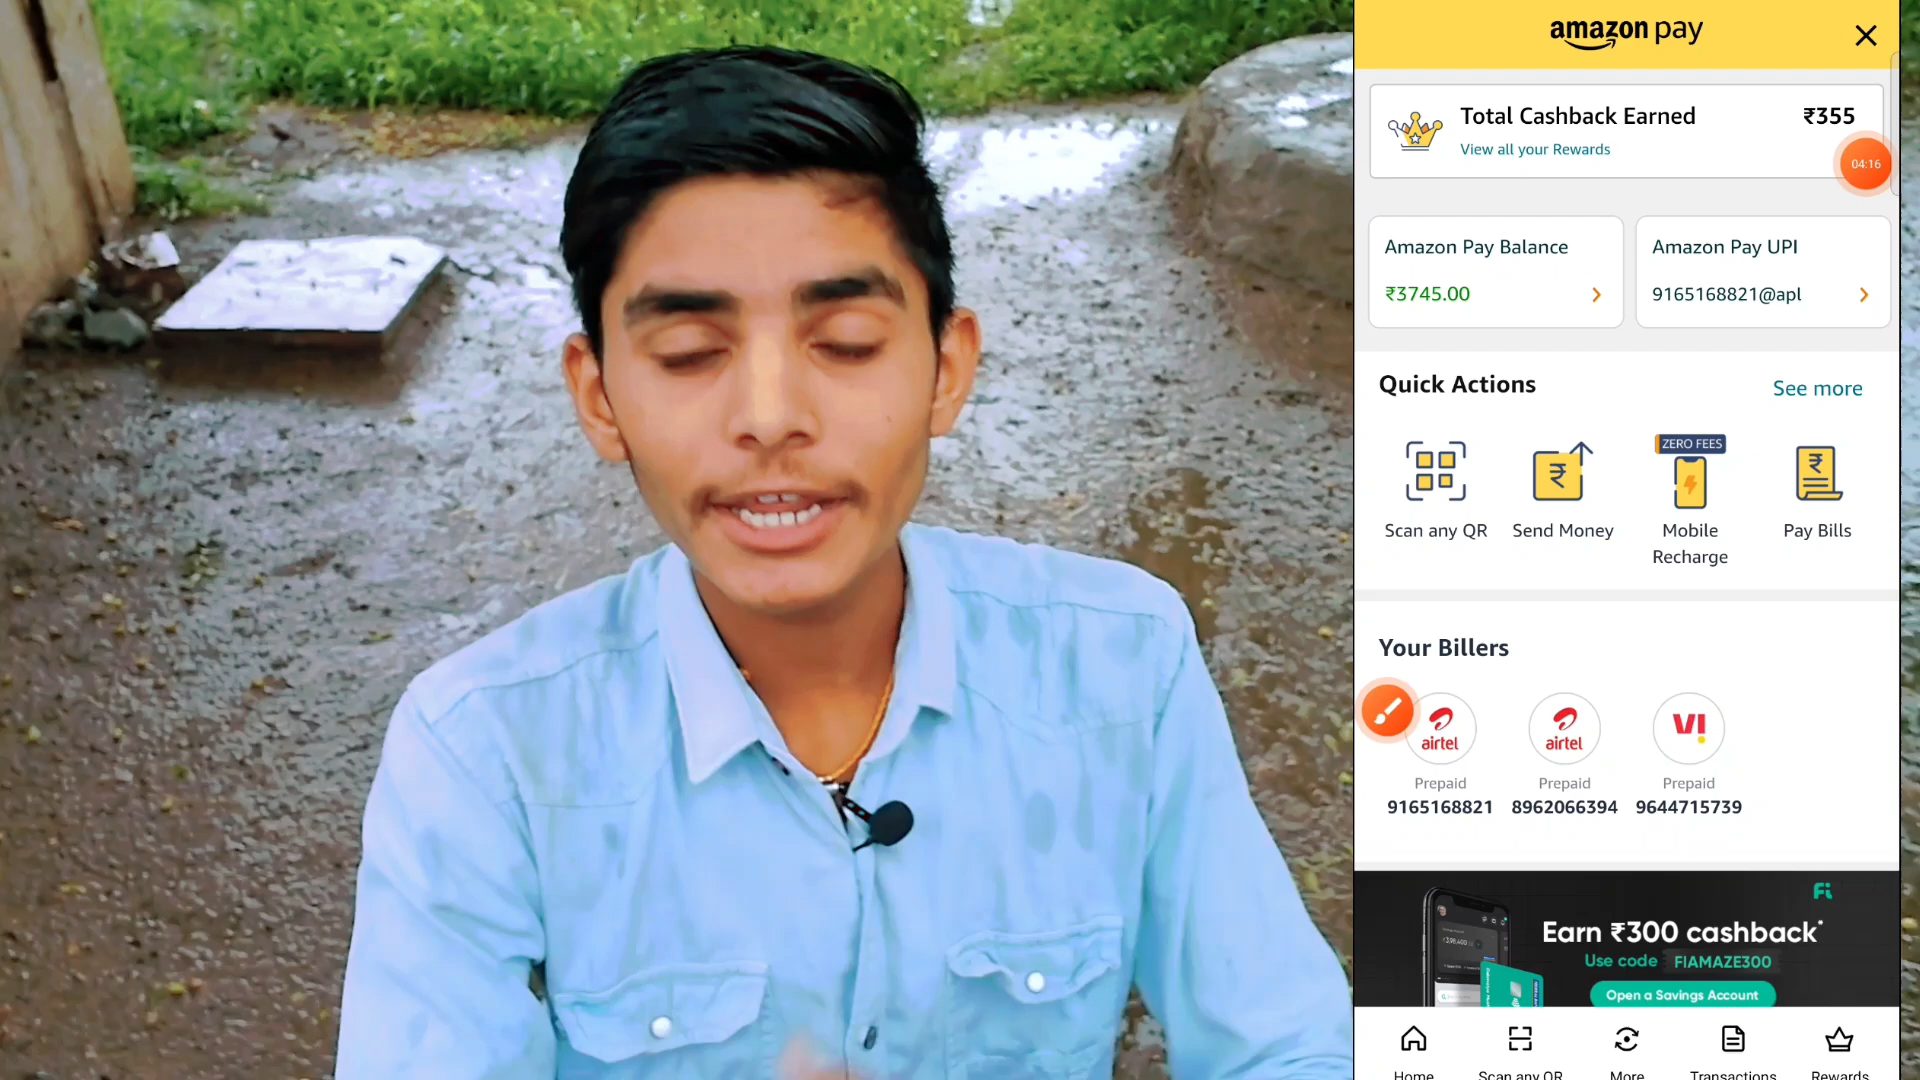 amazon pay
Total Cashback Earned ₹355
View all your Rewards
04:16
Amazon Pay Balance
₹3745.00
Amazon Pay UPI
9165168821@apl
Quick Actions See more
ZERO FEES
Scan any QR
Send Money
Mobile
Recharge
Pay Bills
Your Billers
airtel
Prepaid
9165168821
airtel
Prepaid
8962066394
VI
Prepaid
9644715739
Fi
Earn ₹300 cashback*
Use code FIAMAZE300
Open a Savings Account
Home Scan any QR More Transactions Rewards